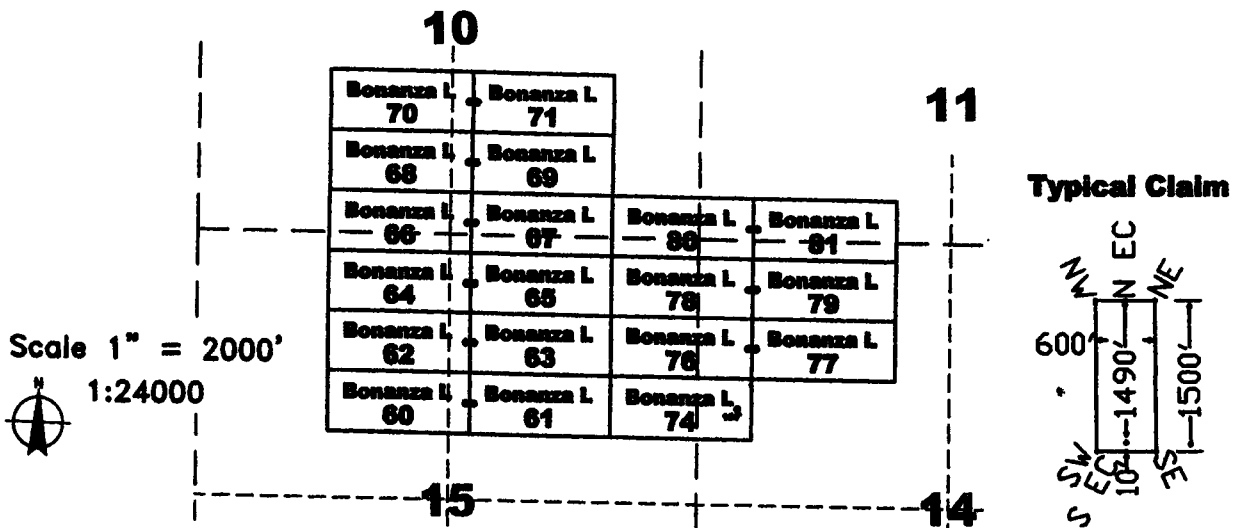 10
Bonanza L
70
Bonanza L
71
11
Bonanza L
68
Bonanza L
69
Typical Claim
Bonanza L
66
Bonanza L
67
Bonanza L
80
Bonanza L
81
NW
N EC
NE
Bonanza L
64
Bonanza L
65
Bonanza L
78
Bonanza L
79
Scale 1" = 2000'
1:24000
N
Bonanza L
62
Bonanza L
63
Bonanza L
76
Bonanza L
77
600'
1490'
1500'
Bonanza L
60
Bonanza L
61
Bonanza L
74
SW
S EC
10'
SE
15
14